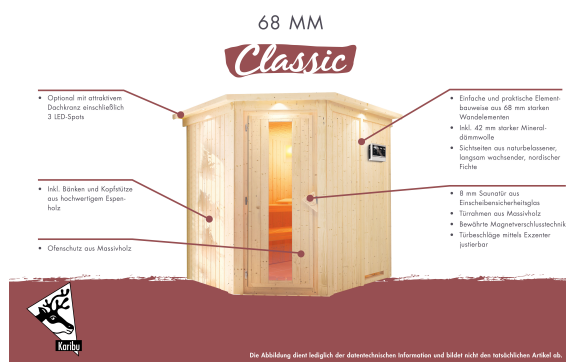 68 MM
Classic
• Optional mit attraktivem
Dachkranz einschließlich
3 LED-Spots
• Inkl. Bänken und Kopfstütze
aus hochwertigem Espen-
holz
• Ofenschutz aus Massivholz
• Einfache und praktische Element-
bauweise aus 68 mm starken
Wandelementen
• Inkl. 42 mm starker Mineral-
dämmwolle
• Sichtseiten aus naturbelassener,
langsam wachsender, nordischer
Fichte
• 8 mm Saunatür aus
Einscheibensicherheitsglas
• Türrahmen aus Massivholz
• Bewährte Magnetverschlusstechnik
• Türbeschläge mittels Exzenter
justierbar
Karibu
Die Abbildung dient lediglich der datentechnischen Information und bildet nicht den tatsächlichen Artikel ab.